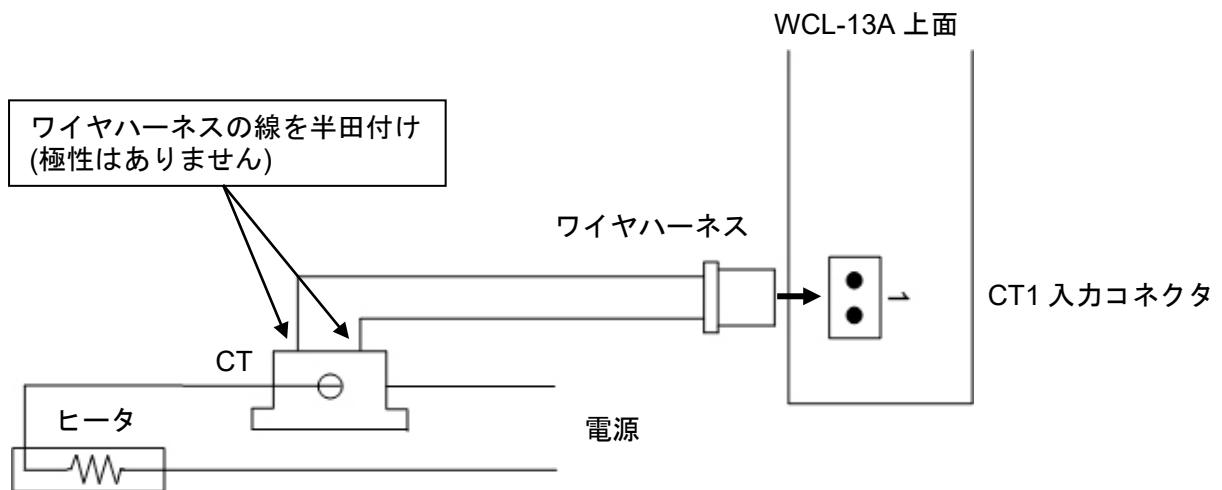 WCL-13A 上面
ワイヤハーネスの線を半田付け
(極性はありません)
ワイヤハーネス
1
CT1 入力コネクタ
CT
ヒータ
電源